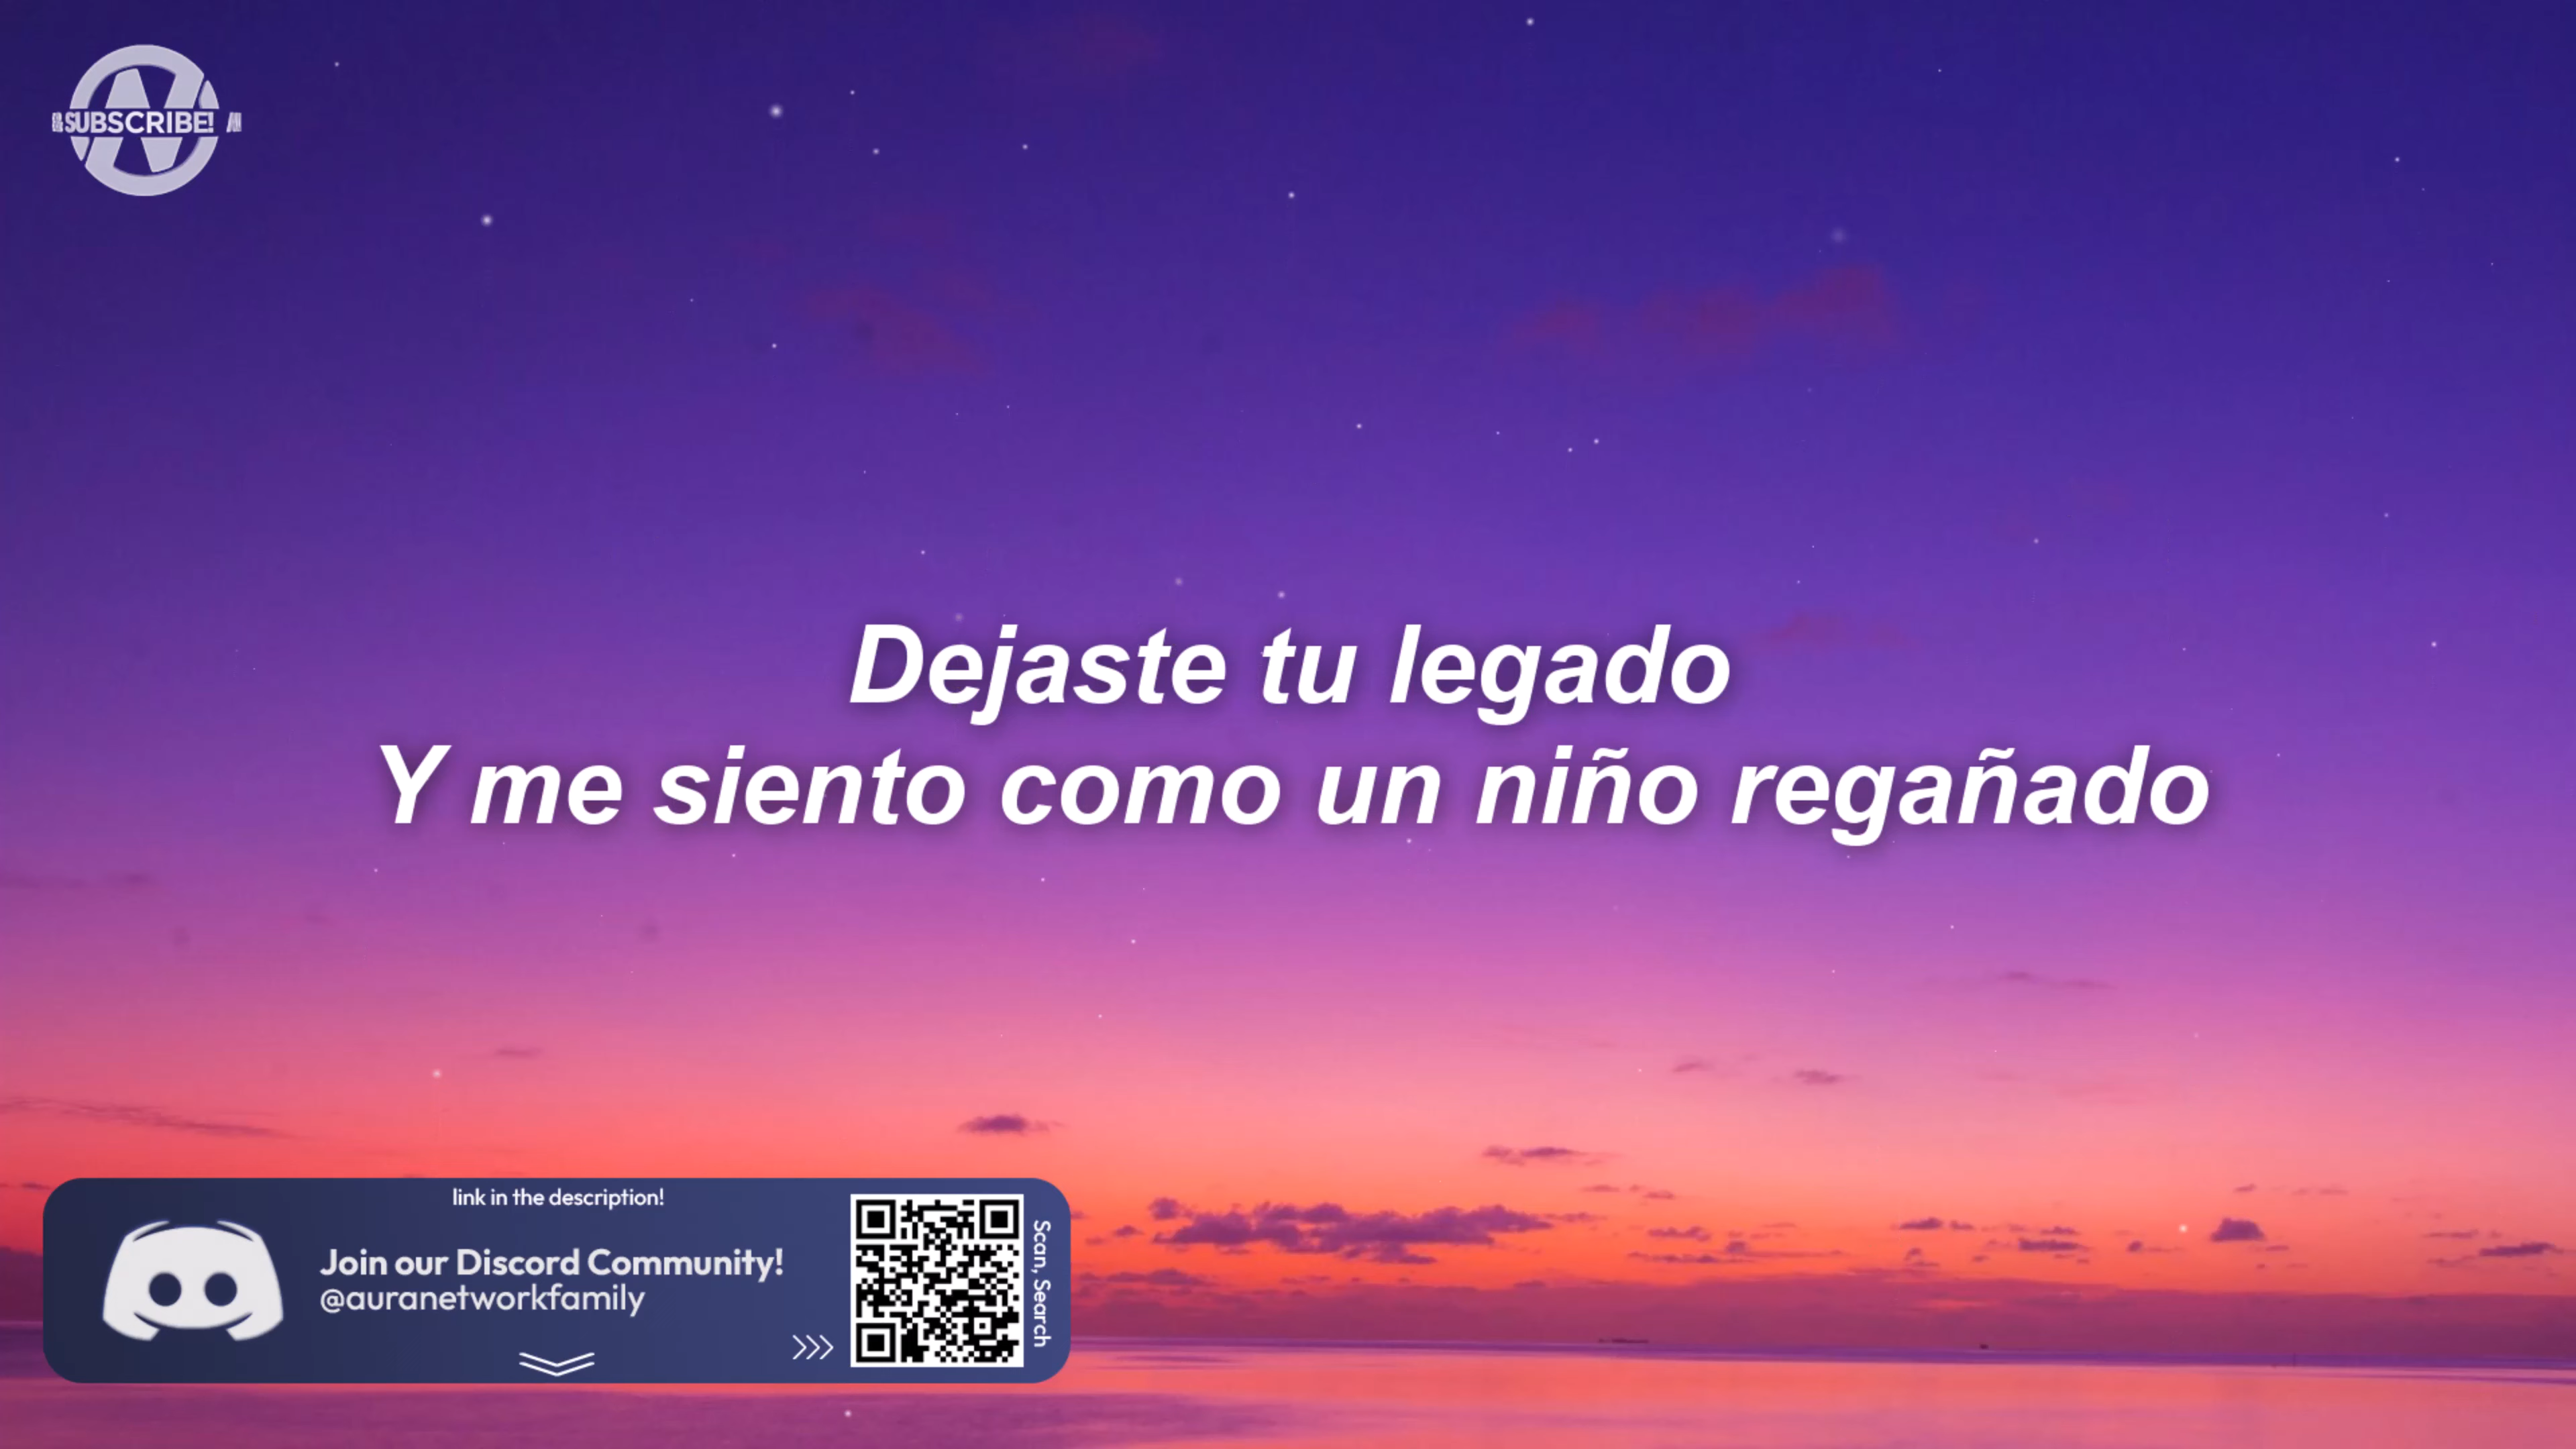 SUBSCRIBE!
Dejaste tu legado
Y me siento como un niño regañado
link in the description!
Join our Discord Community!
@auranetworkfamily
Scan, Search